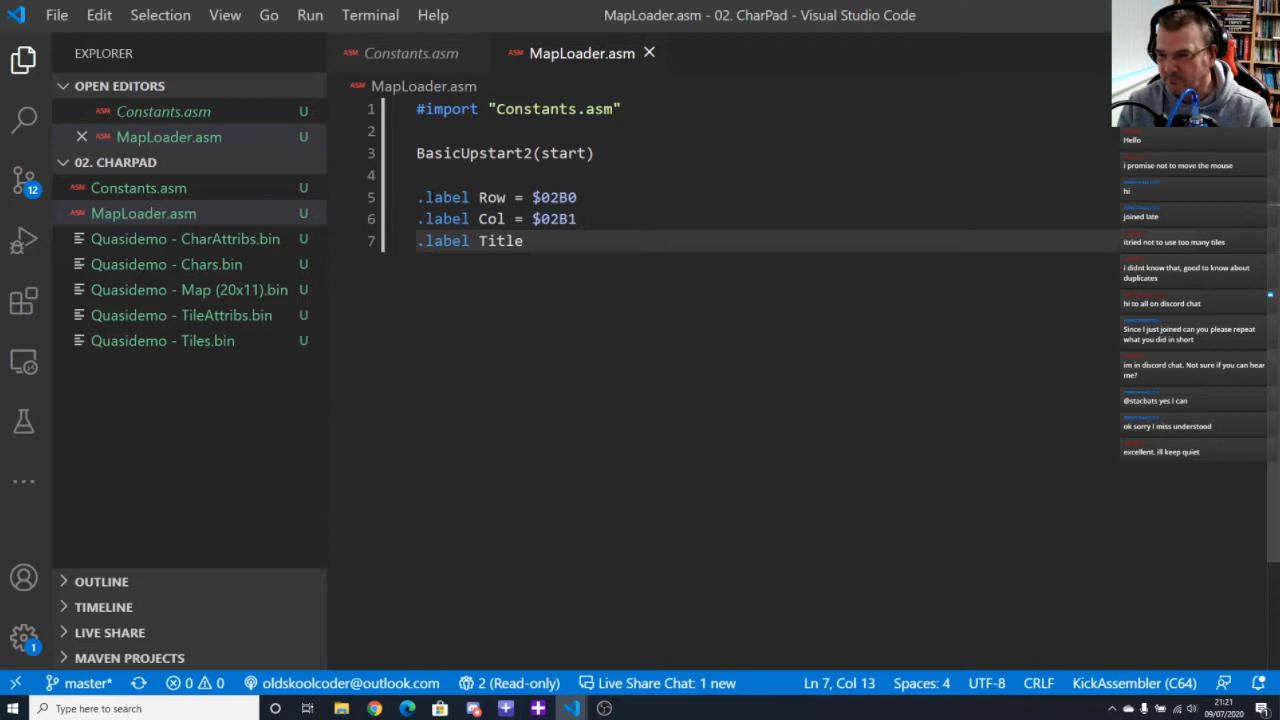 File Edit Selection View Go Run Terminal Help
MapLoader.asm - 02. CharPad - Visual Studio Code
EXPLORER
OPEN EDITORS
ASM Constants.asm U
ASM MapLoader.asm U
02. CHARPAD
ASM Constants.asm U
ASM MapLoader.asm U
Quasidemo - CharAttribs.bin U
Quasidemo - Chars.bin U
Quasidemo - Map (20x11).bin U
Quasidemo - TileAttribs.bin U
Quasidemo - Tiles.bin U
OUTLINE
TIMELINE
LIVE SHARE
MAVEN PROJECTS
12
1
ASM Constants.asm
ASM MapLoader.asm
ASM MapLoader.asm
1 #import "Constants.asm"
2
3 BasicUpstart2(start)
4
5 .label Row = $02B0
6 .label Col = $02B1
7 .label Title
Hello
i promise not to move the mouse
hi
joined late
itried not to use too many tiles
i didnt know that, good to know about
duplicates
hi to all on discord chat
Since I just joined can you please repeat
what you did in short
im in discord chat. Not sure if you can hear
me?
@stacbats yes I can
ok sorry I miss understood
excellent. ill keep quiet
master* 0 0 oldskoolcoder@outlook.com 2 (Read-only) Live Share Chat: 1 new Ln 7, Col 13 Spaces: 4 UTF-8 CRLF KickAssembler (C64)
Type here to search
21:21
09/07/2020